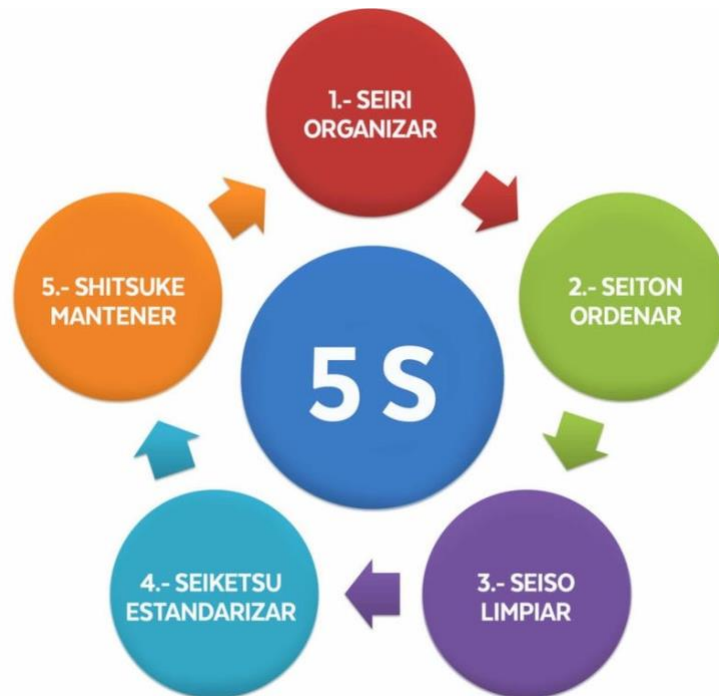 1.- SEIRI
ORGANIZAR
2.- SEITON
ORDENAR
3.- SEISO
LIMPIAR
4.- SEIKETSU
ESTANDARIZAR
5.- SHITSUKE
MANTENER
5 S